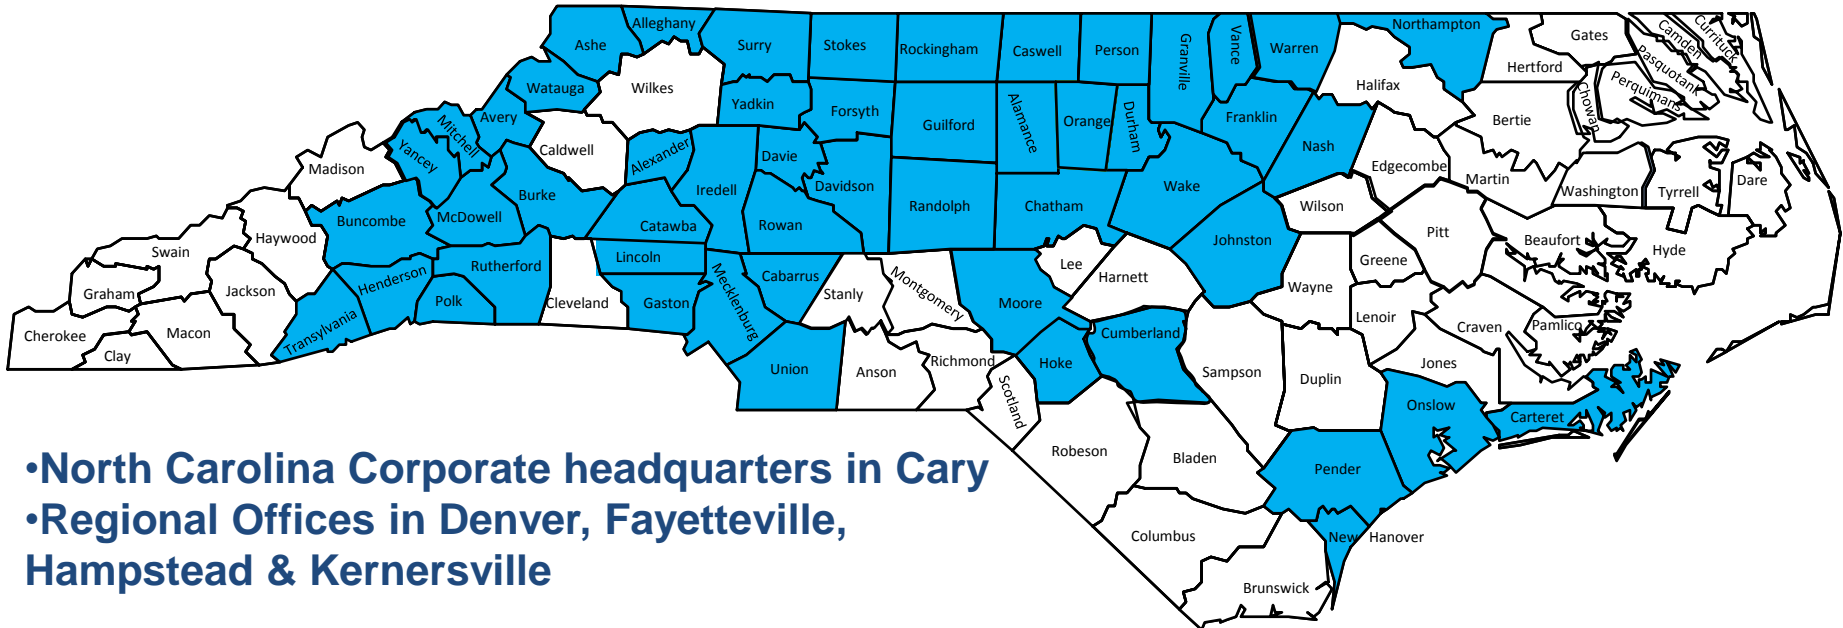 Ashe
Alleghany
Surry
Stokes
Rockingham
Caswell
Person
Granville
Vance
Warren
Northampton
Gates
Camden
Currituck
Pasquotank
Perquimans
Chowan
Hertford
Halifax
Bertie
Watauga
Wilkes
Yadkin
Forsyth
Guilford
Alamance
Orange
Durham
Franklin
Nash
Edgecombe
Martin
Washington
Tyrrell
Dare
Avery
Mitchell
Yancey
Madison
Caldwell
Alexander
Iredell
Davie
Davidson
Randolph
Chatham
Wake
Wilson
Pitt
Beaufort
Hyde
Buncombe
McDowell
Burke
Catawba
Rowan
Johnston
Greene
Swain
Haywood
Graham
Jackson
Henderson
Rutherford
Polk
Lincoln
Cleveland
Gaston
Mecklenburg
Cabarrus
Stanly
Montgomery
Moore
Lee
Harnett
Wayne
Lenoir
Craven
Pamlico
Jones
Cherokee
Clay
Macon
Transylvania
Union
Anson
Richmond
Scotland
Hoke
Cumberland
Sampson
Duplin
Onslow
Carteret
Robeson
Bladen
Pender
Columbus
Brunswick
New Hanover
•North Carolina Corporate headquarters in Cary
•Regional Offices in Denver, Fayetteville,
Hampstead & Kernersville